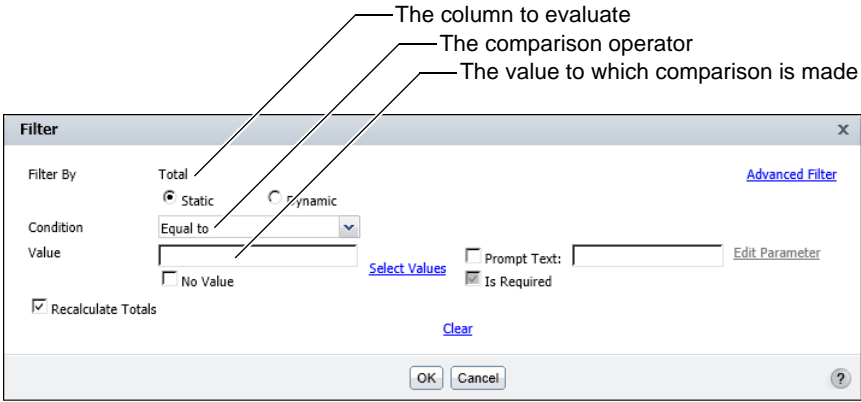 The column to evaluate
The comparison operator
The value to which comparison is made
Filter x
Filter By Total Advanced Filter
Static Dynamic
Condition Equal to
Value Select Values Prompt Text: Edit Parameter
No Value Is Required
Recalculate Totals
Clear
OK Cancel ?